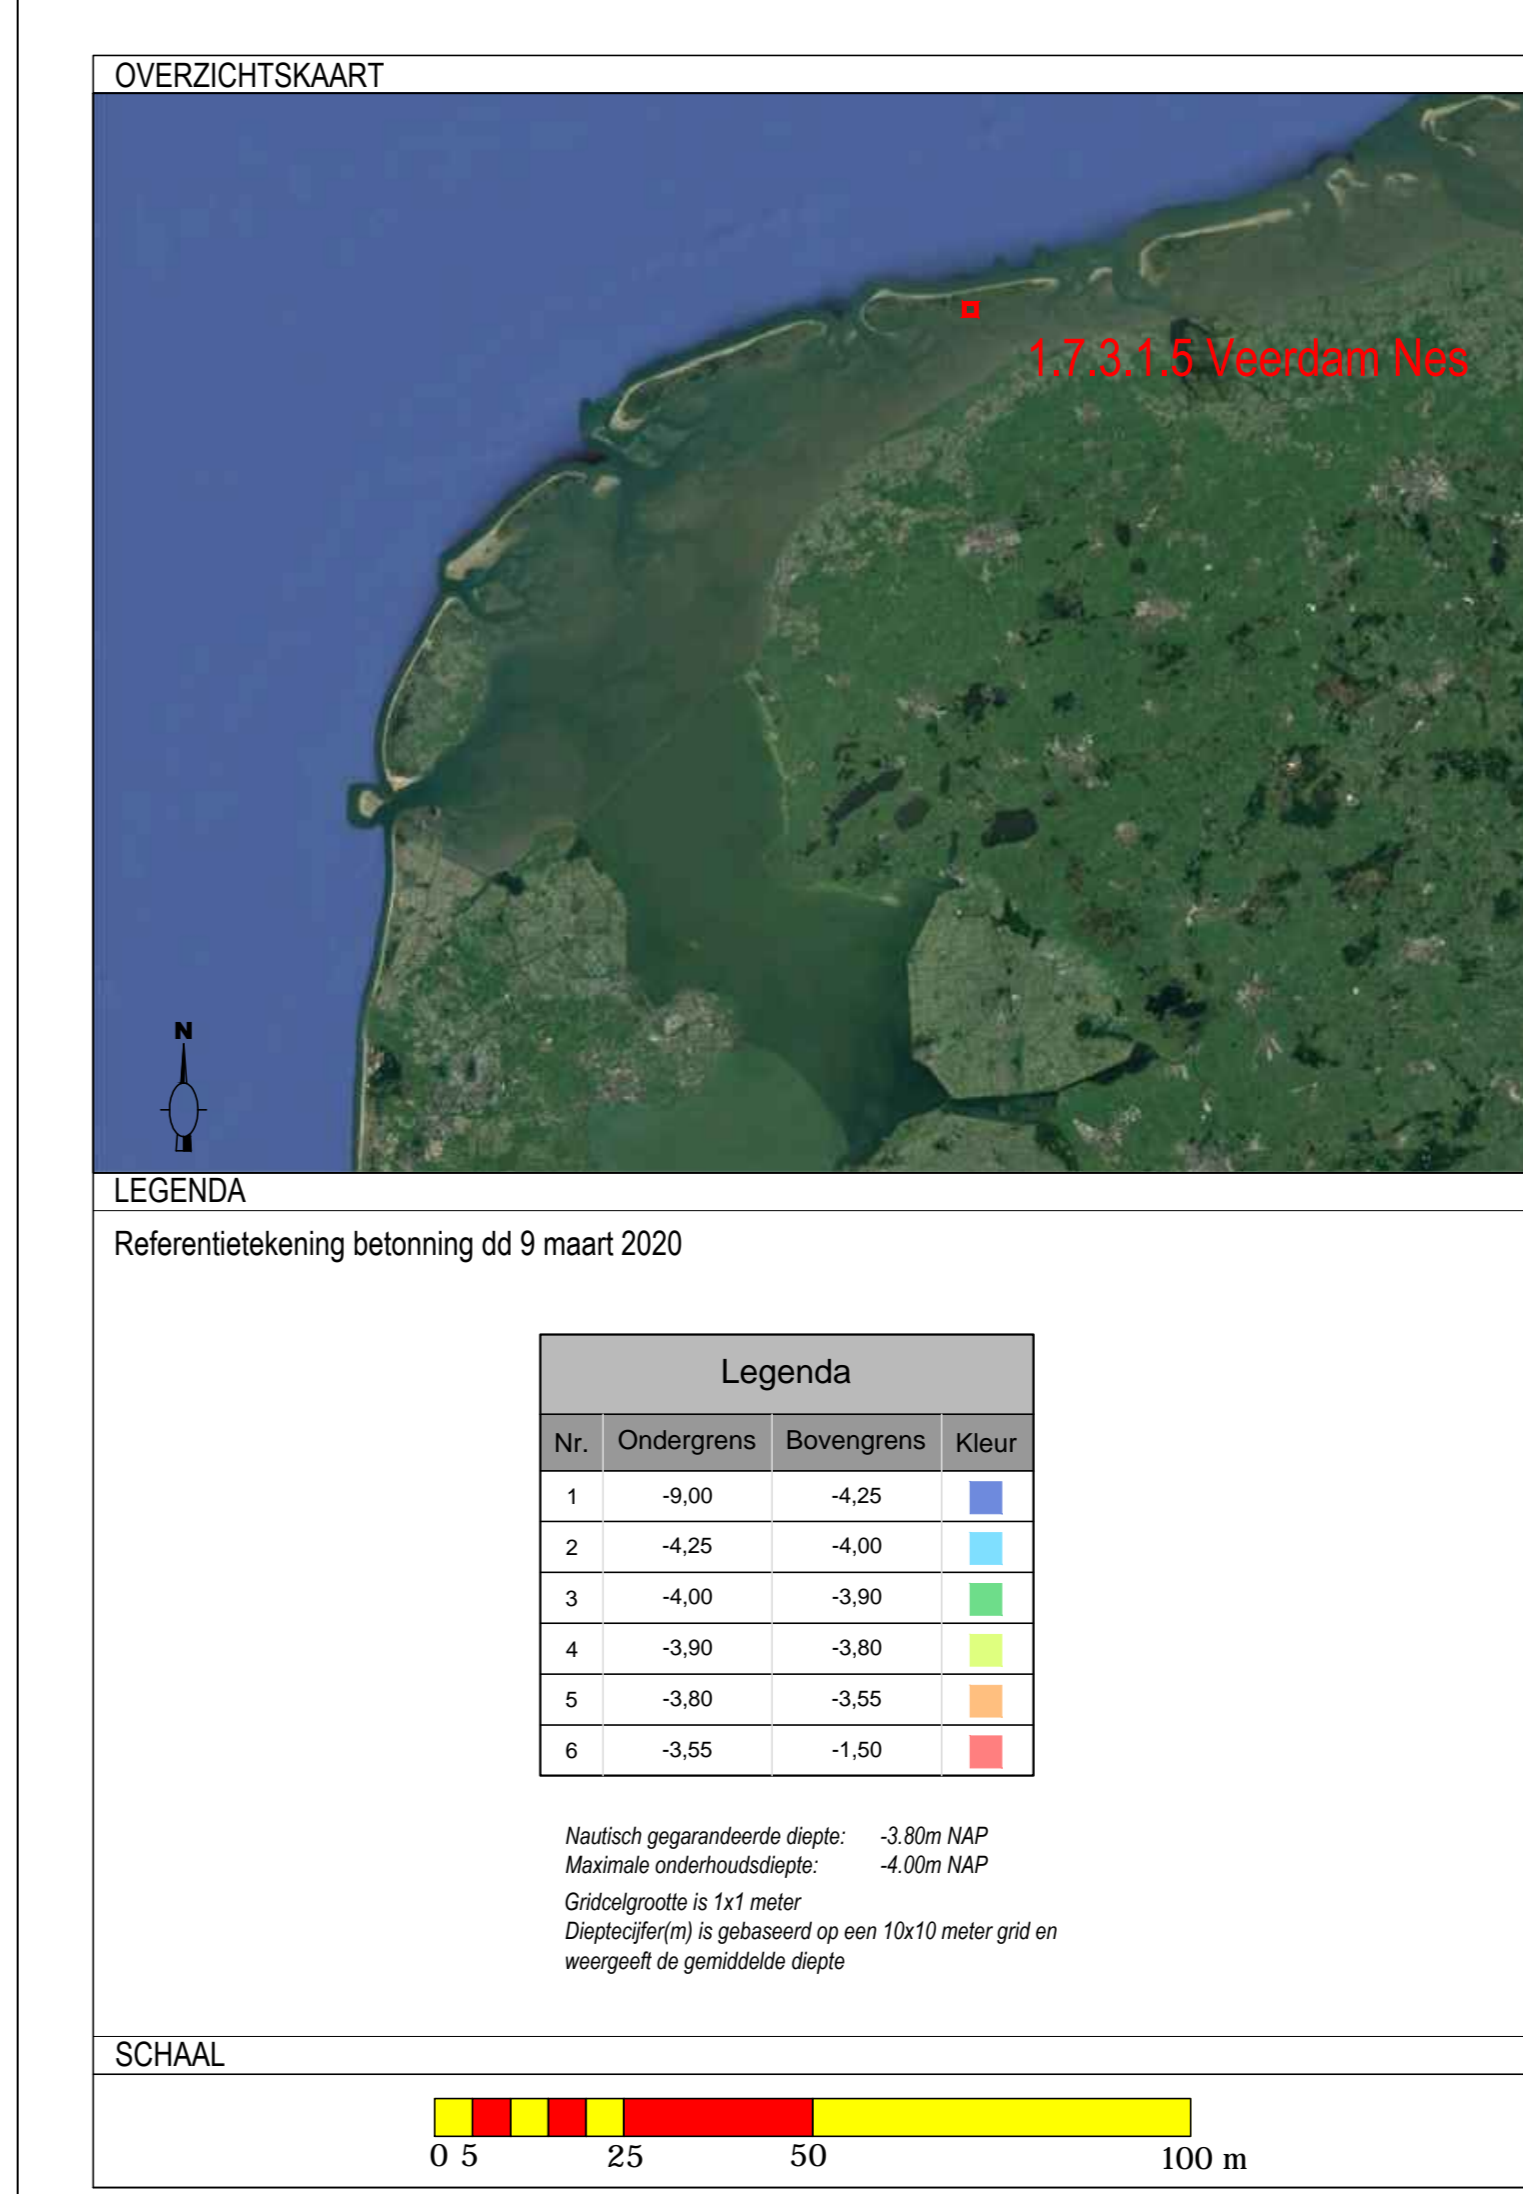 OVERZICHTSKAART
1.7.3.1.5 Veerdam Nes
N
LEGENDA
Referentietekening betonning dd 9 maart 2020
Legenda
Nr. Ondergrens Bovengrens Kleur
1 -9,00 -4,25
2 -4,25 -4,00
3 -4,00 -3,90
4 -3,90 -3,80
5 -3,80 -3,55
6 -3,55 -1,50
Nautisch gegarandeerde diepte: -3.80m NAP
Maximale onderhoudsdiepte: -4.00m NAP
Gridcelgrootte is 1x1 meter
Dieptecijfer(m) is gebaseerd op een 10x10 meter grid en
weergeeft de gemiddelde diepte
SCHAAL
0 5 25 50 100 m